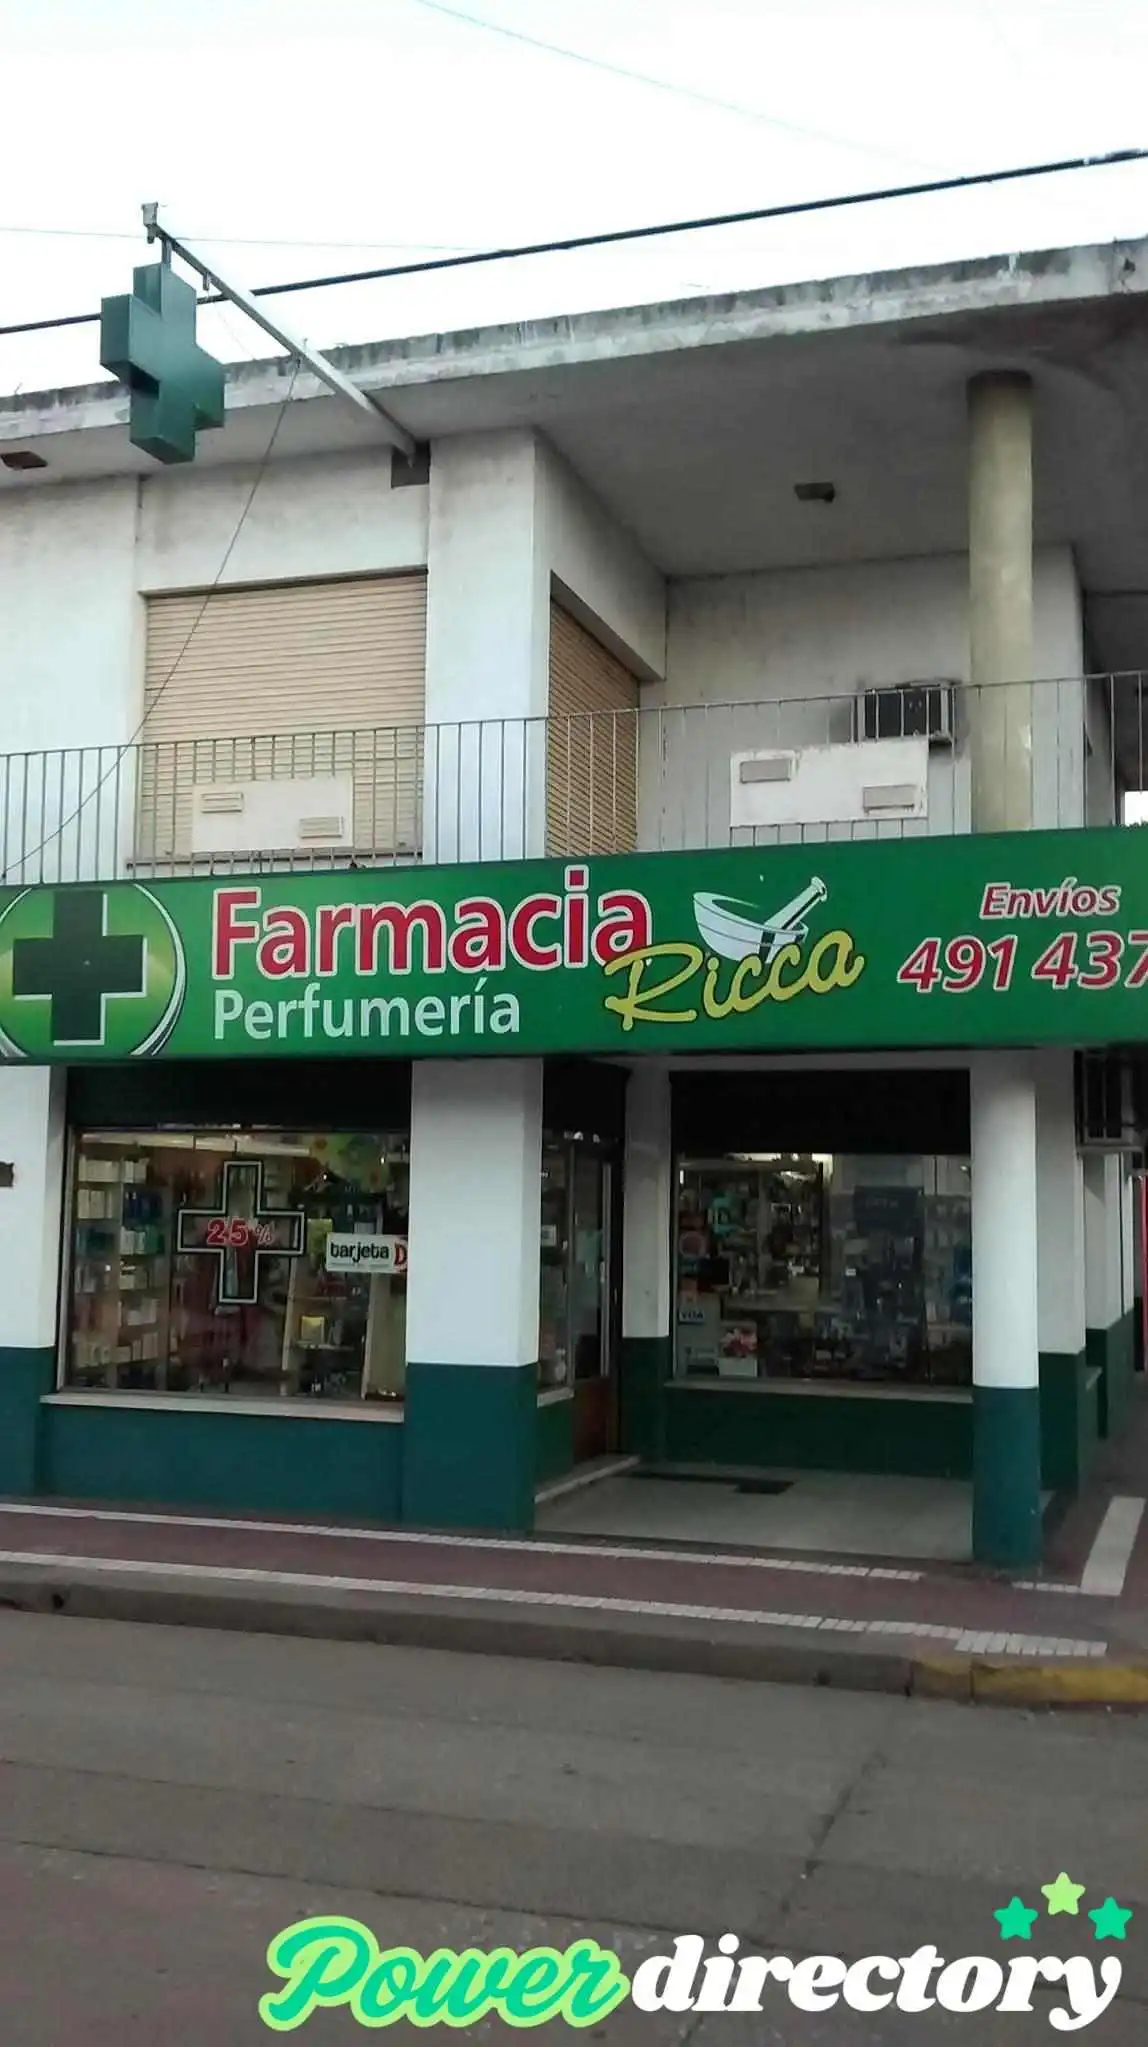 Farmacia
Ricca
Perfumería
Envíos
491 437
25%
tarjeta D
Power directory